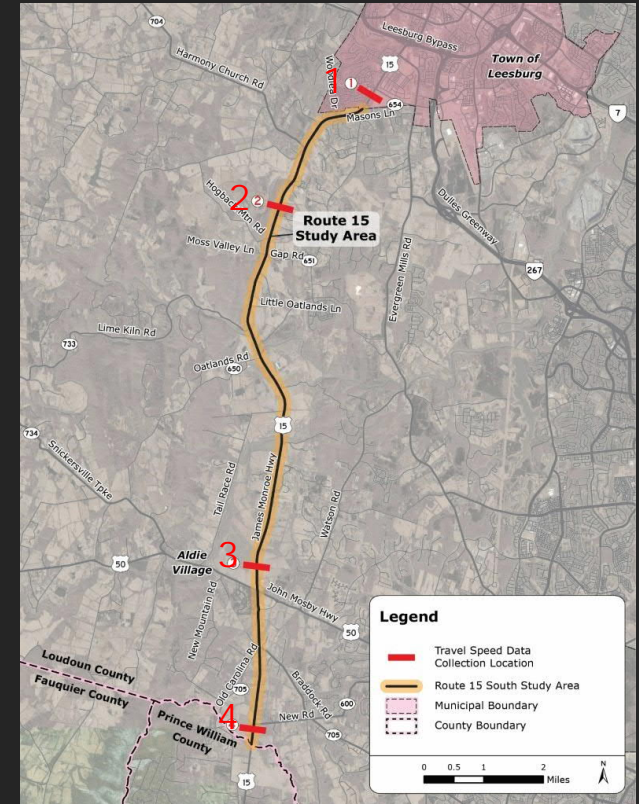 704
Harmony Church Rd
Leesburg Bypass
15
Town of
Leesburg
Woodlea Dr
1
1
654
Masons Ln
7
2
2
Hogback Mtn Rd
Route 15
Study Area
Dulles Greenway
Moss Valley Ln
Gap Rd
651
Evergreen Mills Rd
267
Little Oatlands Ln
Lime Kiln Rd
733
Oatlands Rd
650
15
734
Snickersville Tpke
Tail Race Rd
James Monroe Hwy
Watson Rd
3
Aldie
Village
50
John Mosby Hwy
50
New Mountain Rd
Loudoun County
Fauquier County
Old Carolina Rd
705
Braddock Rd
600
4
New Rd
705
Prince William
County
15
Legend
Travel Speed Data
Collection Location
Route 15 South Study Area
Municipal Boundary
County Boundary
0 0.5 1 2
Miles
N